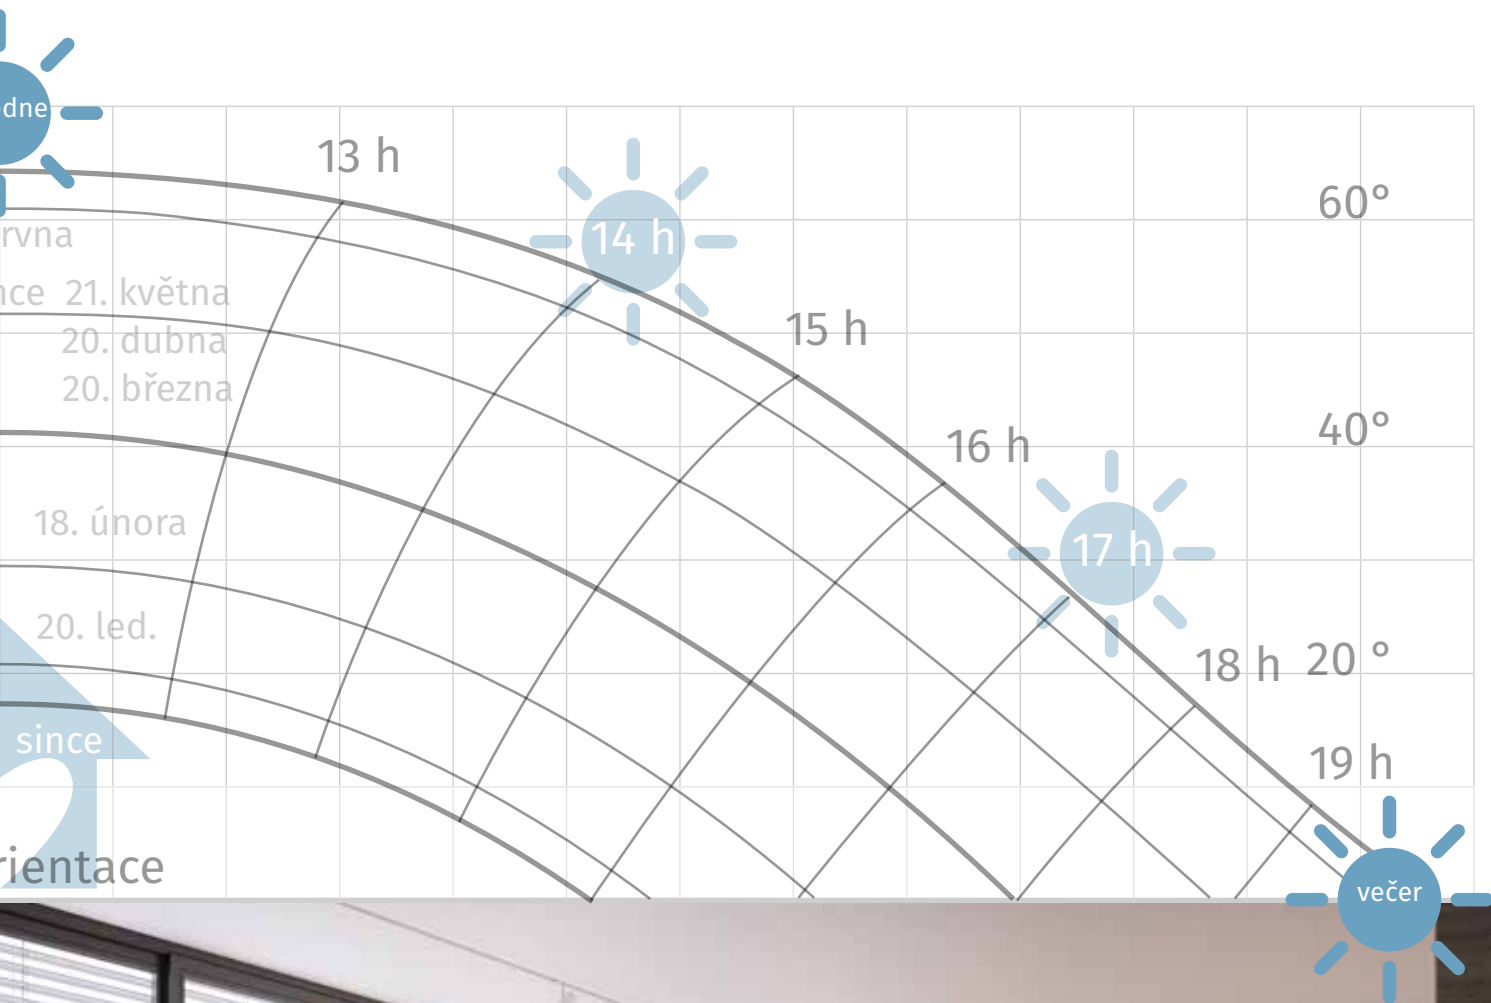 dne
13 h
14 h
60°
rvna
nce 21. května
20. dubna
15 h
20. března
40°
16 h
18. února
17 h
20. led.
18 h 20 °
since
19 h
rientace
večer